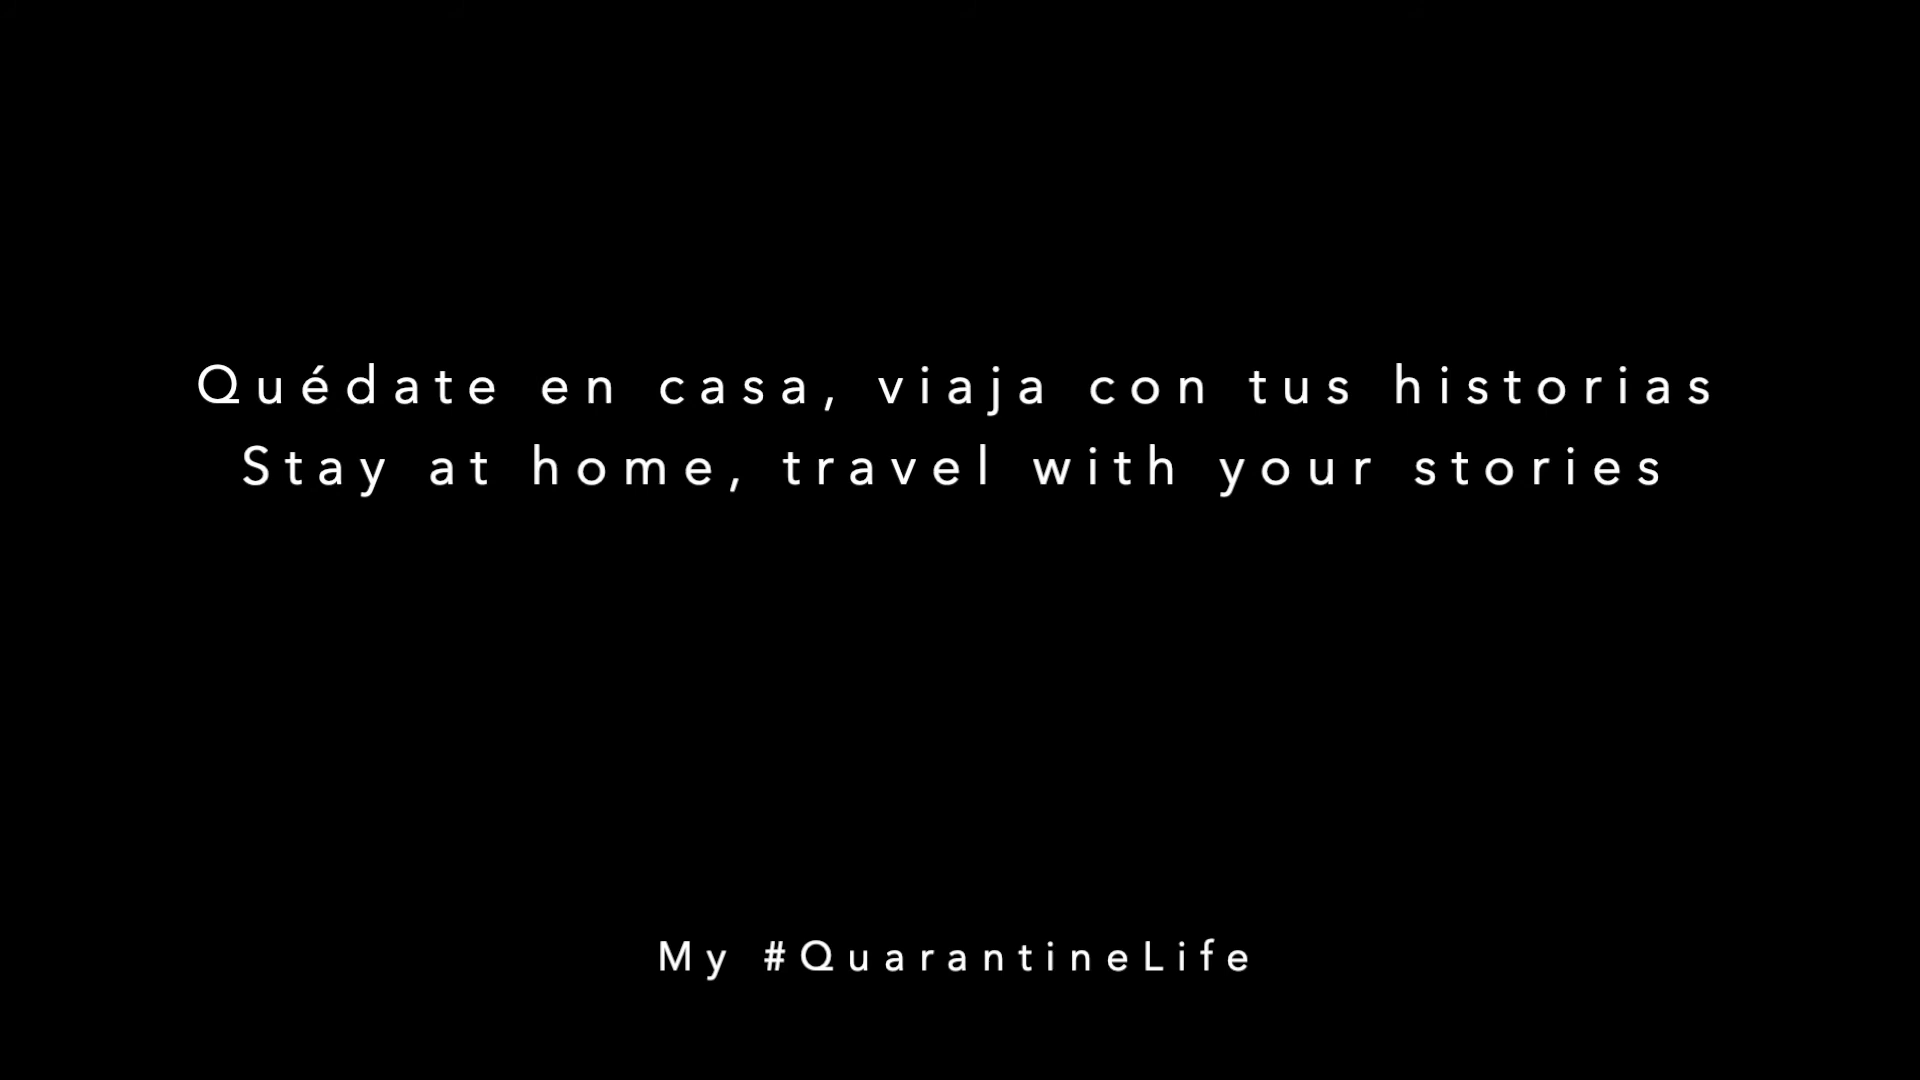 Quédate en casa, viaja con tus historias
Stay at home, travel with your stories
My #QuarantineLife